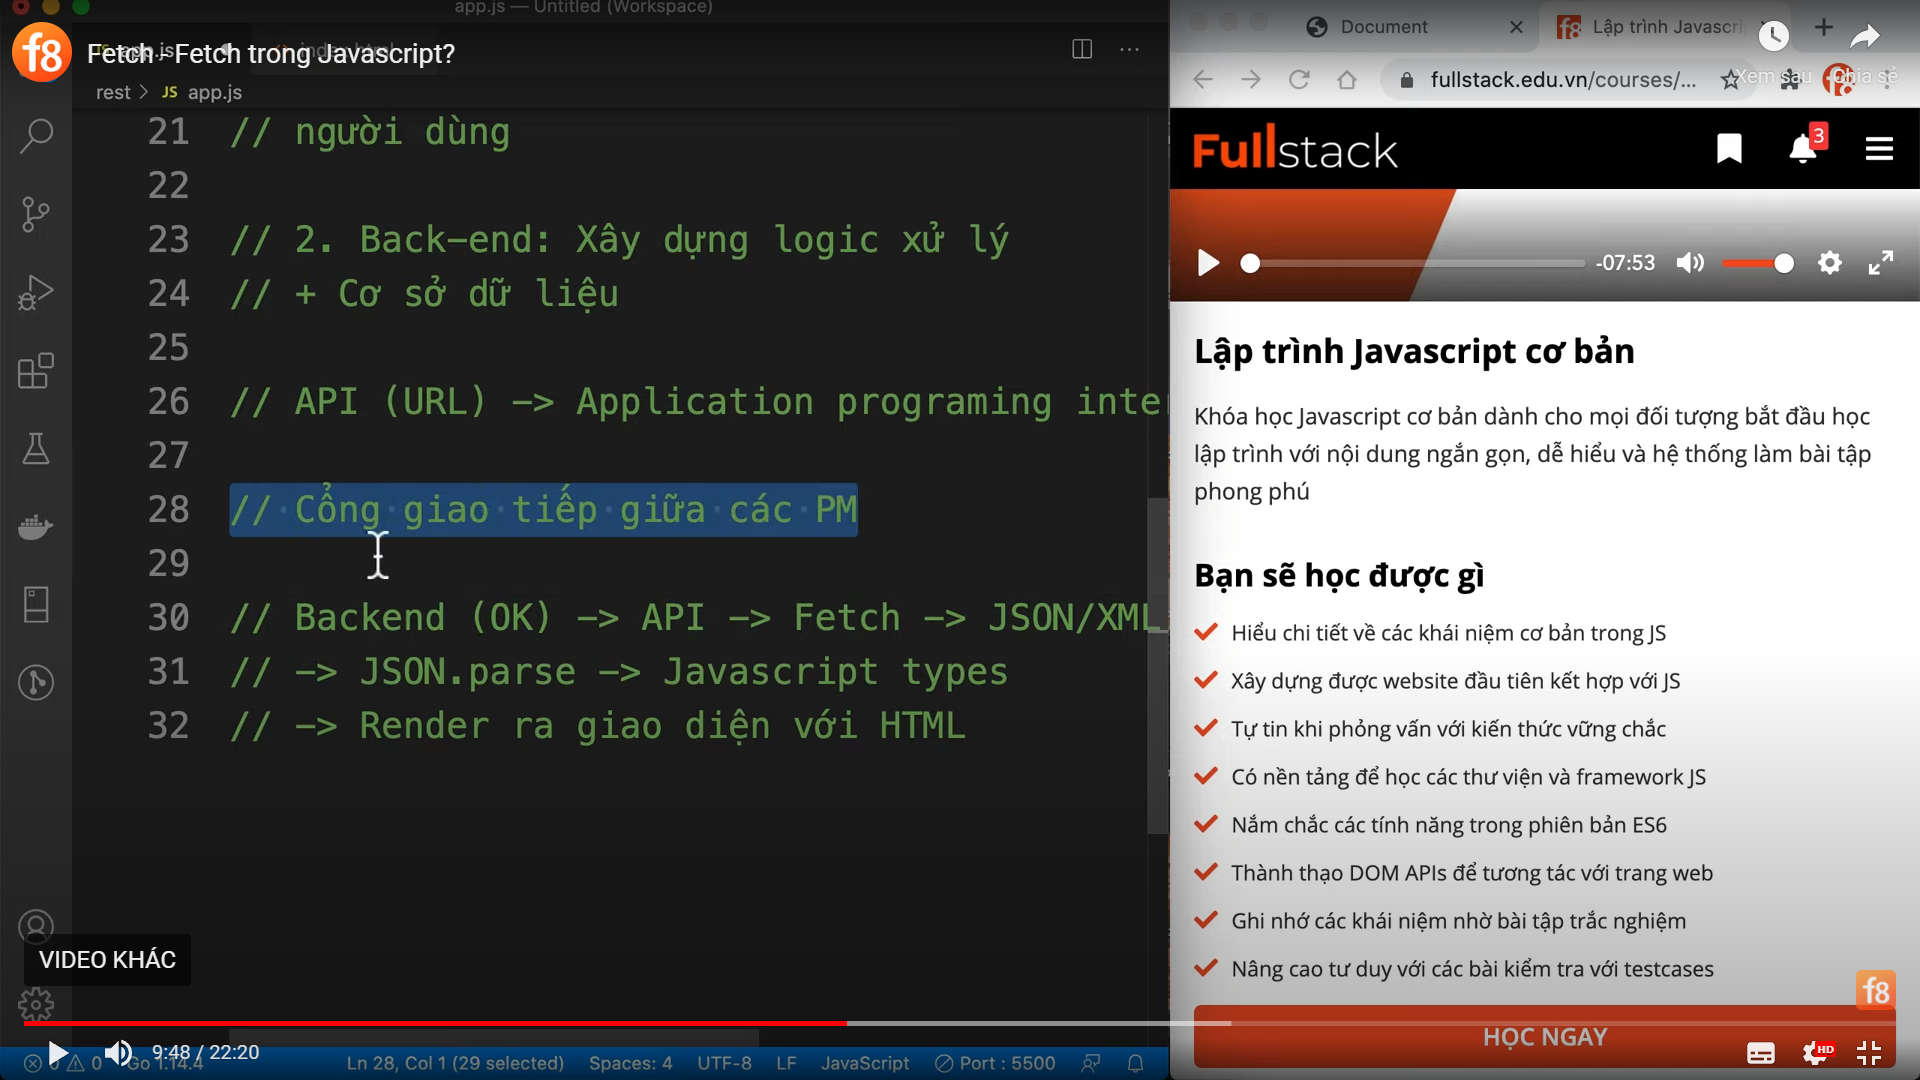 app.js — Untitled (Workspace)
f8
Fetch - Fetch trong Javascript?
rest > JS app.js
21 // người dùng
22
23 // 2. Back-end: Xây dựng logic xử lý
24 // + Cơ sở dữ liệu
25
26 // API (URL) -> Application programing inter
27
28 // Cổng giao tiếp giữa các PM
29
30 // Backend (OK) -> API -> Fetch -> JSON/XML
31 // -> JSON.parse -> Javascript types
32 // -> Render ra giao diện với HTML
VIDEO KHÁC
9:48 / 22:20
0 Go 1.14.4
Ln 28, Col 1 (29 selected) Spaces: 4 UTF-8 LF JavaScript Port : 5500
Document
f8 Lập trình Javascri
Xem sau Chia sẻ
fullstack.edu.vn/courses/...
Fullstack
3
-07:53
Lập trình Javascript cơ bản
Khóa học Javascript cơ bản dành cho mọi đối tượng bắt đầu học
lập trình với nội dung ngắn gọn, dễ hiểu và hệ thống làm bài tập
phong phú
Bạn sẽ học được gì
Hiểu chi tiết về các khái niệm cơ bản trong JS
Xây dựng được website đầu tiên kết hợp với JS
Tự tin khi phỏng vấn với kiến thức vững chắc
Có nền tảng để học các thư viện và framework JS
Nắm chắc các tính năng trong phiên bản ES6
Thành thạo DOM APIs để tương tác với trang web
Ghi nhớ các khái niệm nhờ bài tập trắc nghiệm
Nâng cao tư duy với các bài kiểm tra với testcases
f8
HỌC NGAY
HD